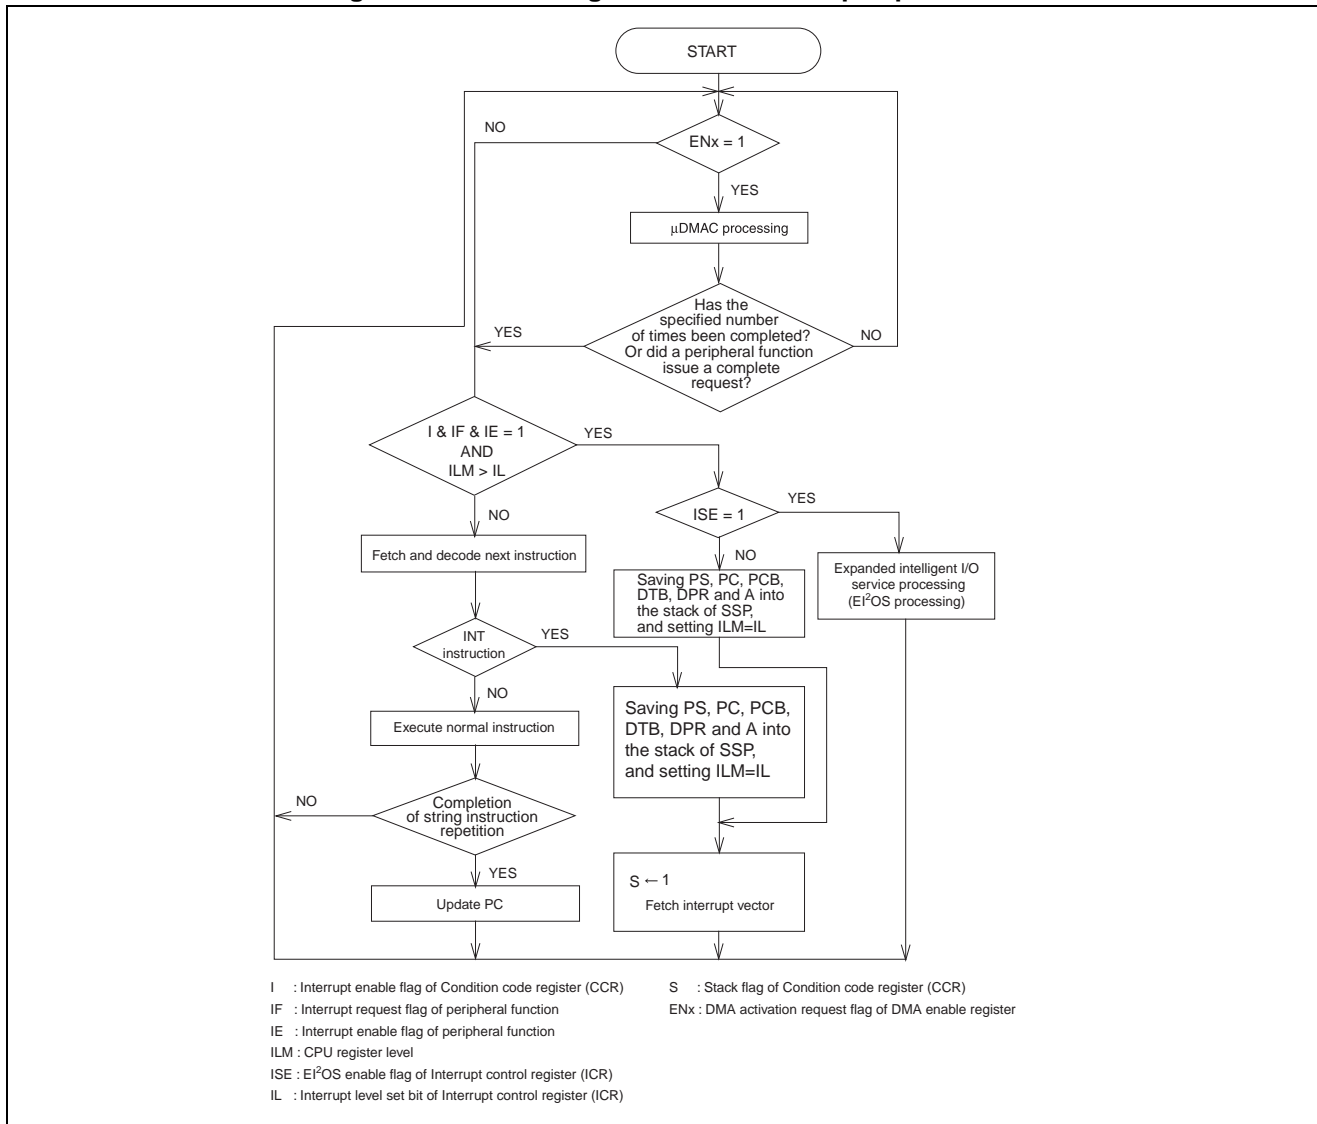 START
ENx = 1
NO
YES
μDMAC processing
Has the
specified number
of times been completed?
Or did a peripheral function
issue a complete
request?
YES
NO
I & IF & IE = 1
AND
ILM > IL
YES
NO
ISE = 1
YES
NO
Fetch and decode next instruction
Saving PS, PC, PCB,
DTB, DPR and A into
the stack of SSP,
and setting ILM=IL
Expanded intelligent I/O
service processing
(EI²OS processing)
INT
instruction
YES
NO
Saving PS, PC, PCB,
DTB, DPR and A into
the stack of SSP,
and setting ILM=IL
Execute normal instruction
Completion
of string instruction
repetition
NO
YES
S ← 1
Fetch interrupt vector
Update PC
I : Interrupt enable flag of Condition code register (CCR)
IF : Interrupt request flag of peripheral function
IE : Interrupt enable flag of peripheral function
ILM : CPU register level
ISE : EI²OS enable flag of Interrupt control register (ICR)
IL : Interrupt level set bit of Interrupt control register (ICR)
S : Stack flag of Condition code register (CCR)
ENx : DMA activation request flag of DMA enable register